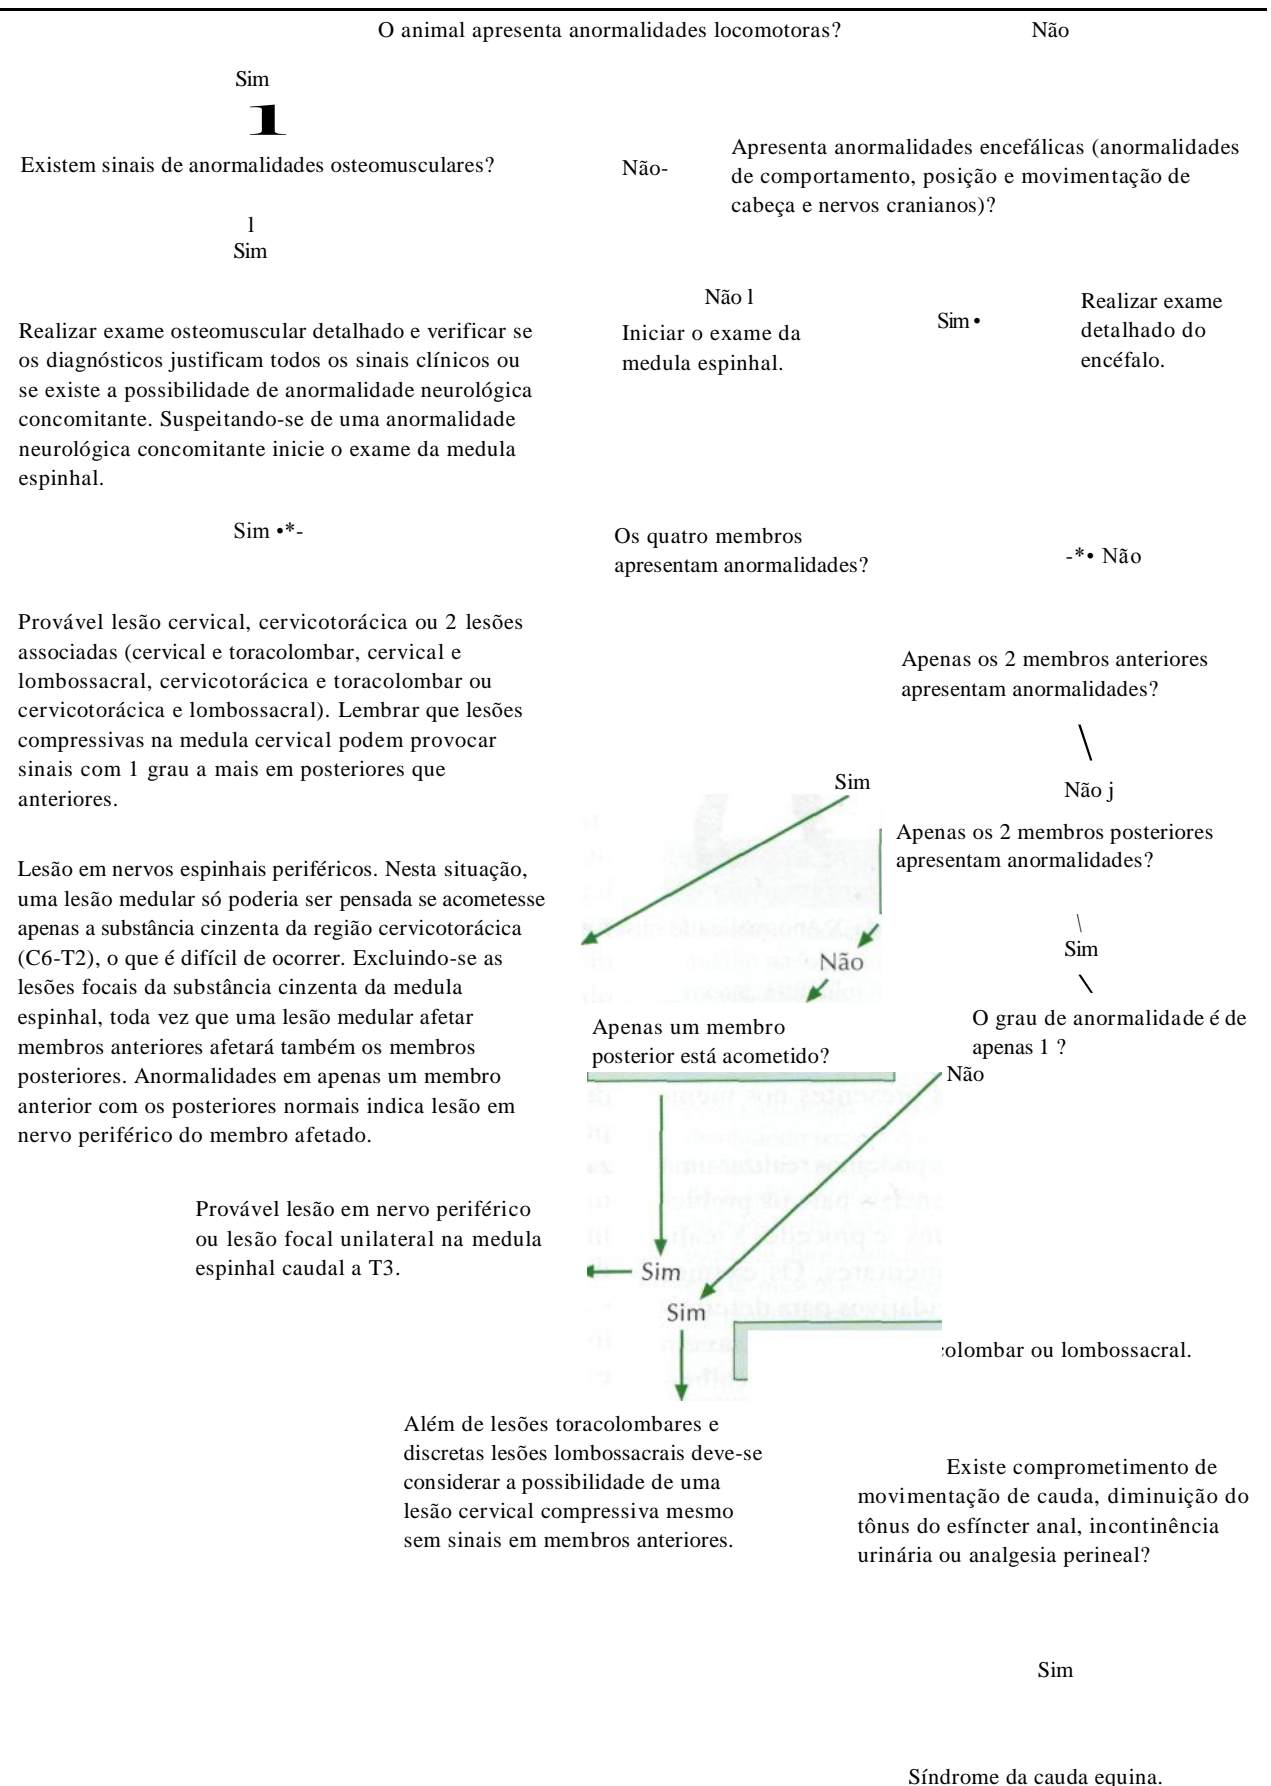 O animal apresenta anormalidades locomotoras?
Não
Sim
1
Existem sinais de anormalidades osteomusculares?
Não-
Apresenta anormalidades encefálicas (anormalidades
de comportamento, posição e movimentação de
cabeça e nervos cranianos)?
l
Sim
Não l
Iniciar o exame da
medula espinhal.
Sim •
Realizar exame
detalhado do
encéfalo.
Realizar exame osteomuscular detalhado e verificar se
os diagnósticos justificam todos os sinais clínicos ou
se existe a possibilidade de anormalidade neurológica
concomitante. Suspeitando-se de uma anormalidade
neurológica concomitante inicie o exame da medula
espinhal.
Sim •*-
Os quatro membros
apresentam anormalidades?
-*• Não
Provável lesão cervical, cervicotorácica ou 2 lesões
associadas (cervical e toracolombar, cervical e
lombossacral, cervicotorácica e toracolombar ou
cervicotorácica e lombossacral). Lembrar que lesões
compressivas na medula cervical podem provocar
sinais com 1 grau a mais em posteriores que
anteriores.
Apenas os 2 membros anteriores
apresentam anormalidades?
\
Sim
Não j
Apenas os 2 membros posteriores
apresentam anormalidades?
Lesão em nervos espinhais periféricos. Nesta situação,
uma lesão medular só poderia ser pensada se acometesse
apenas a substância cinzenta da região cervicotorácica
(C6-T2), o que é difícil de ocorrer. Excluindo-se as
lesões focais da substância cinzenta da medula
espinhal, toda vez que uma lesão medular afetar
membros anteriores afetará também os membros
posteriores. Anormalidades em apenas um membro
anterior com os posteriores normais indica lesão em
nervo periférico do membro afetado.
\
Sim
\
Não
Apenas um membro
posterior está acometido?
O grau de anormalidade é de
apenas 1 ?
Não
Provável lesão em nervo periférico
ou lesão focal unilateral na medula
espinhal caudal a T3.
Sim
Sim
colombar ou lombossacral.
Além de lesões toracolombares e
discretas lesões lombossacrais deve-se
considerar a possibilidade de uma
lesão cervical compressiva mesmo
sem sinais em membros anteriores.
Existe comprometimento de
movimentação de cauda, diminuição do
tônus do esfíncter anal, incontinência
urinária ou analgesia perineal?
Sim
Síndrome da cauda equina.